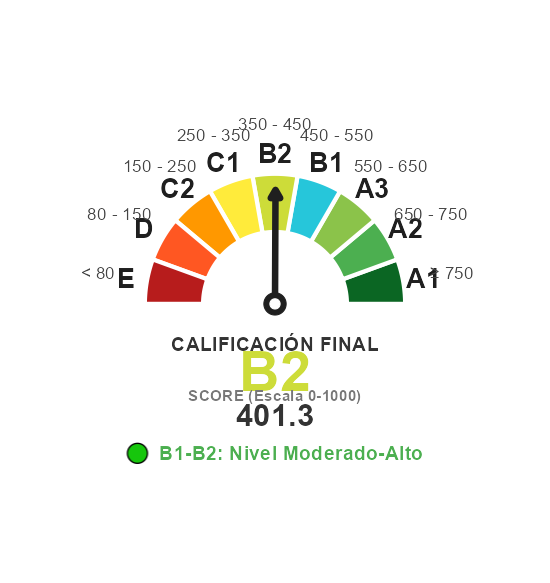 350 - 450
250 - 350
450 - 550
B2
C1
B1
150 - 250
550 - 650
C2
A3
80 - 150
650 - 750
D
A2
< 80
E
A1
≥ 750
CALIFICACIÓN FINAL
B2
SCORE (Escala 0-1000)
401.3
B1-B2: Nivel Moderado-Alto